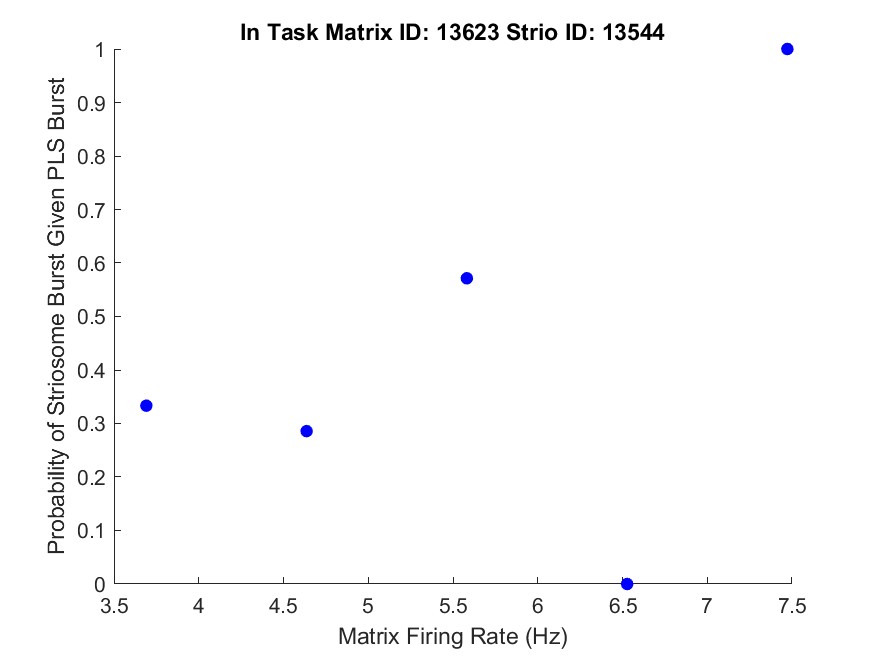 In Task Matrix ID: 13623 Strio ID: 13544
Probability of Striosome Burst Given PLS Burst
1
0.9
0.8
0.7
0.6
0.5
0.4
0.3
0.2
0.1
0
3.5 4 4.5 5 5.5 6 6.5 7 7.5
Matrix Firing Rate (Hz)